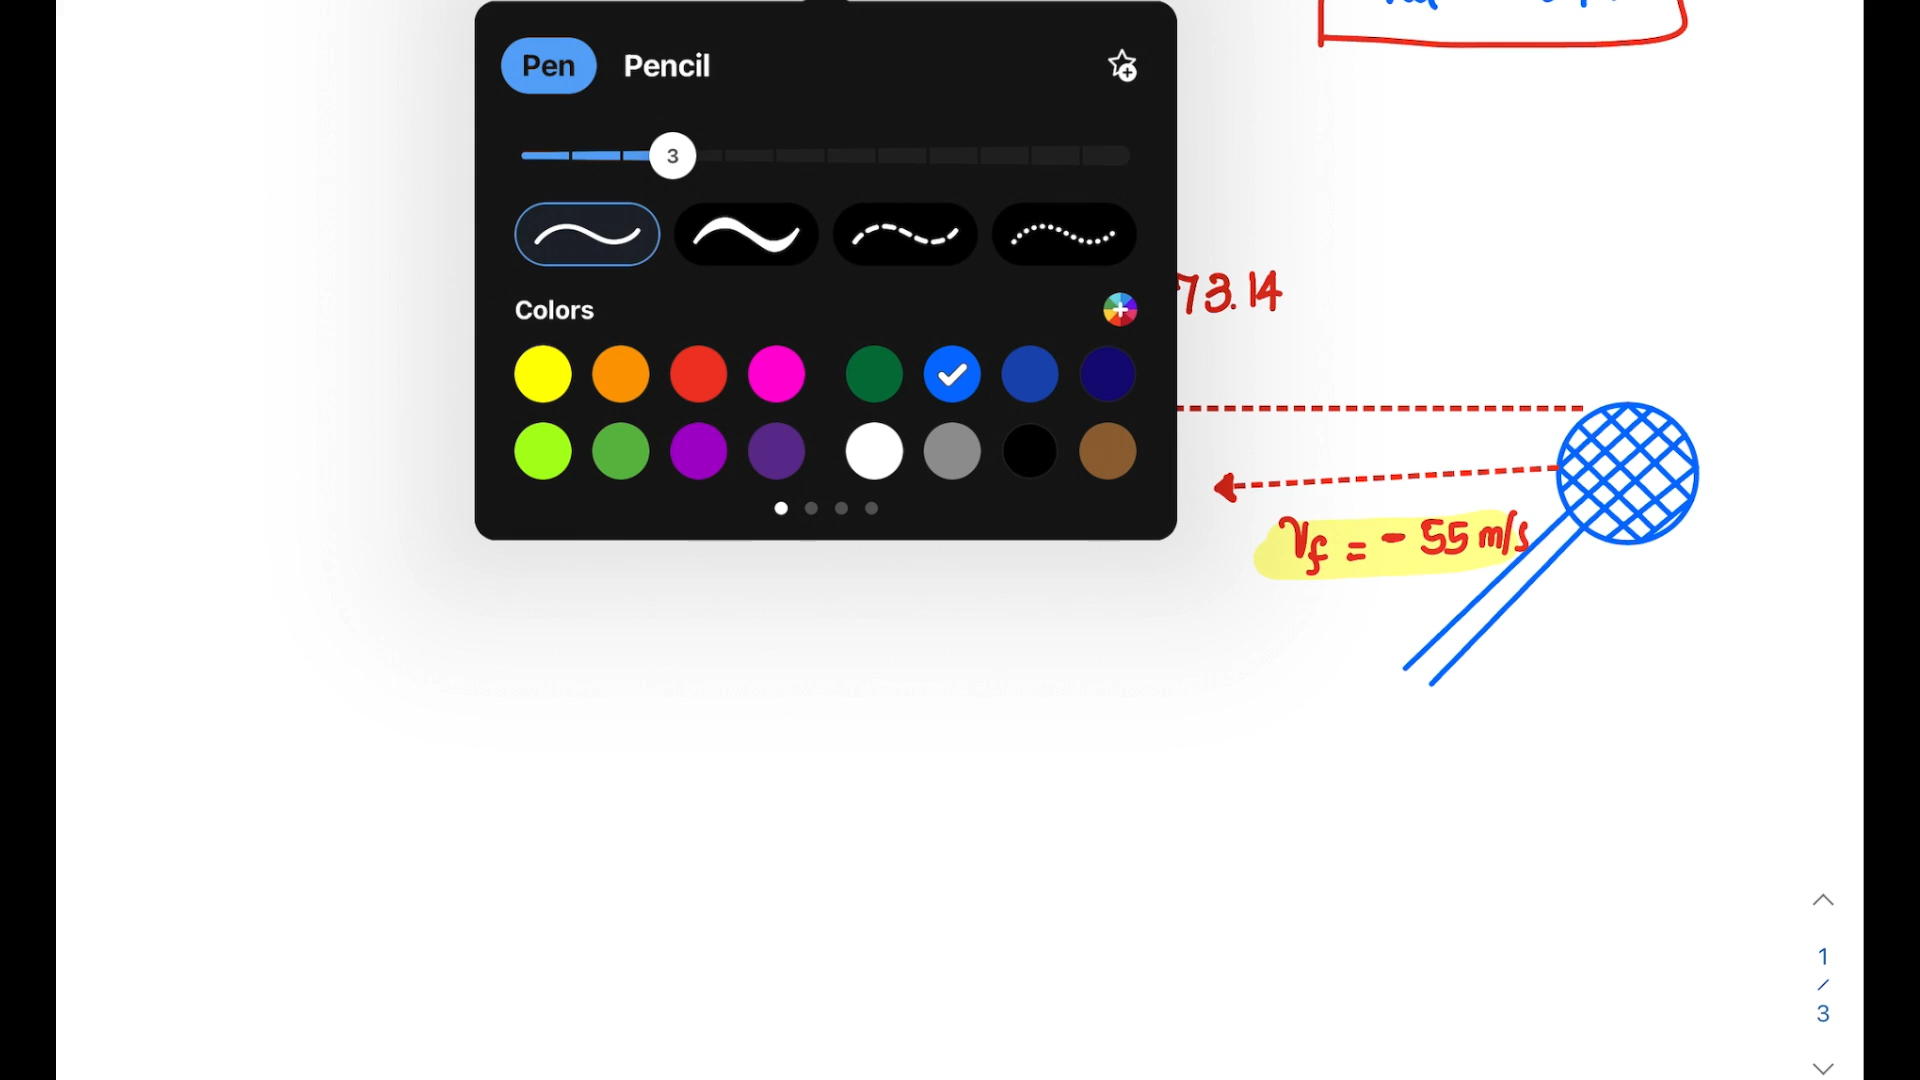 Pen Pencil
3
Colors
73.14
Vf = - 55 m/s
1
/
3